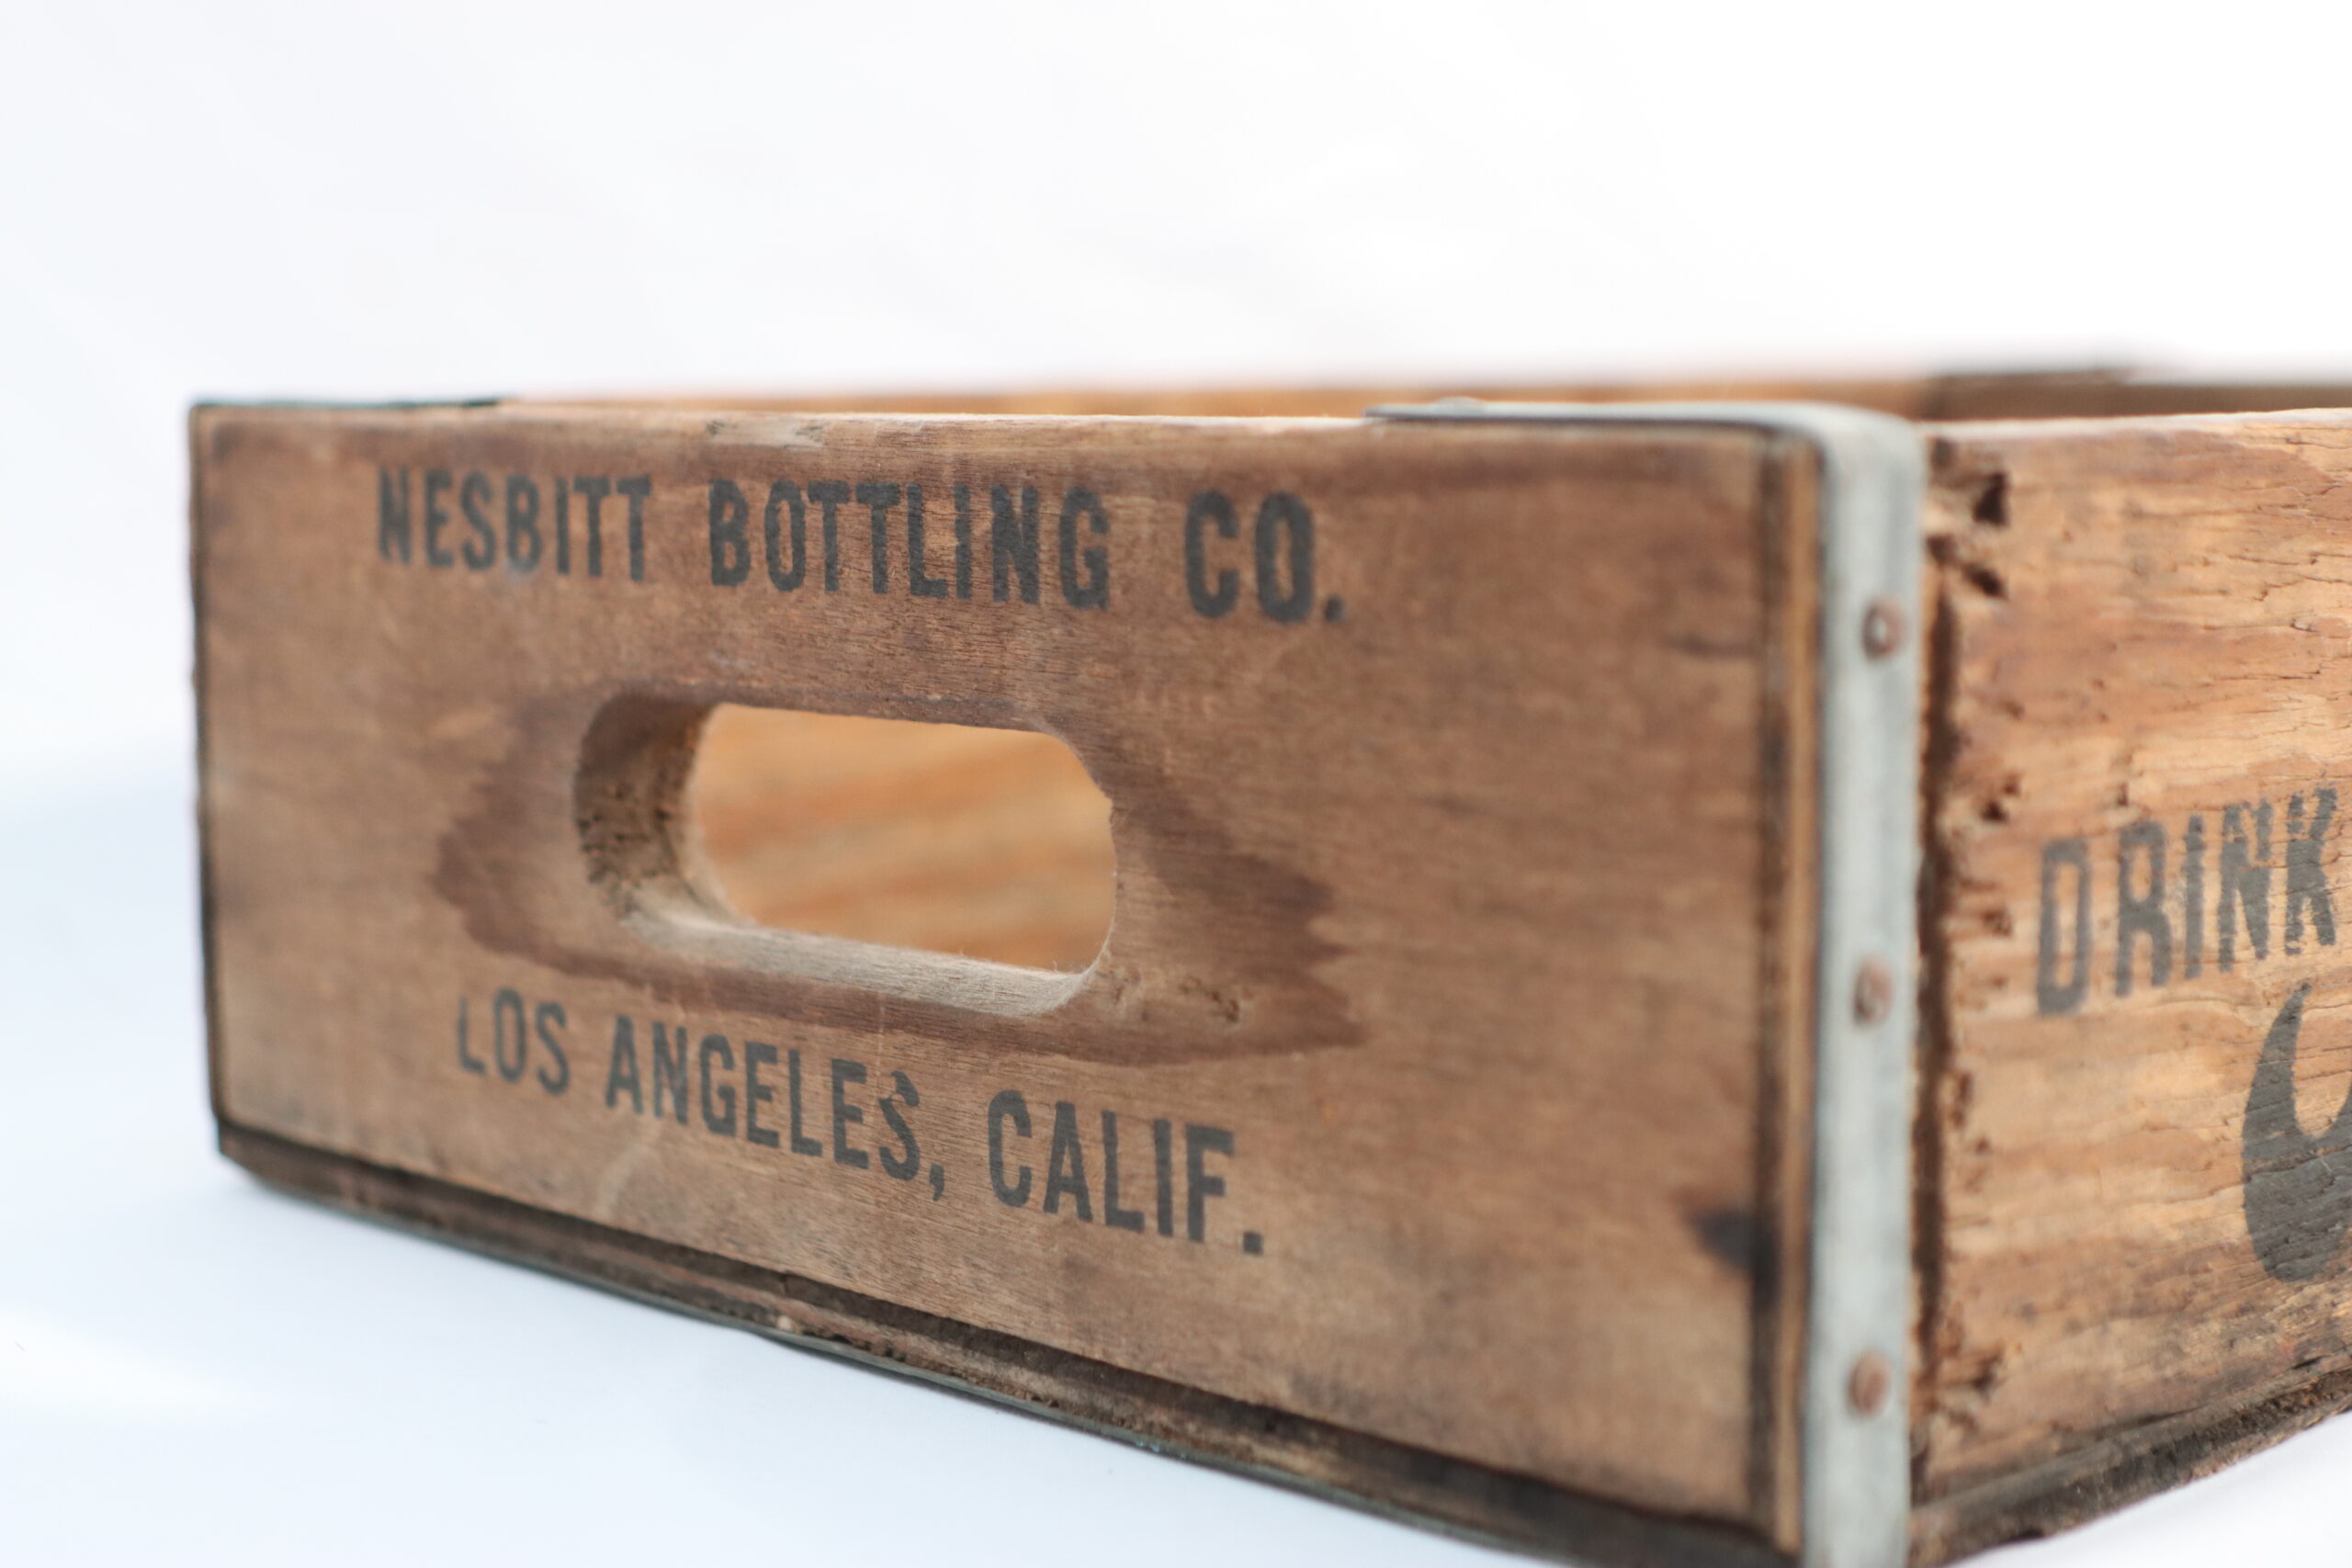 NESBITT BOTTLING CO.
LOS ANGELES, CALIF.
DRINK